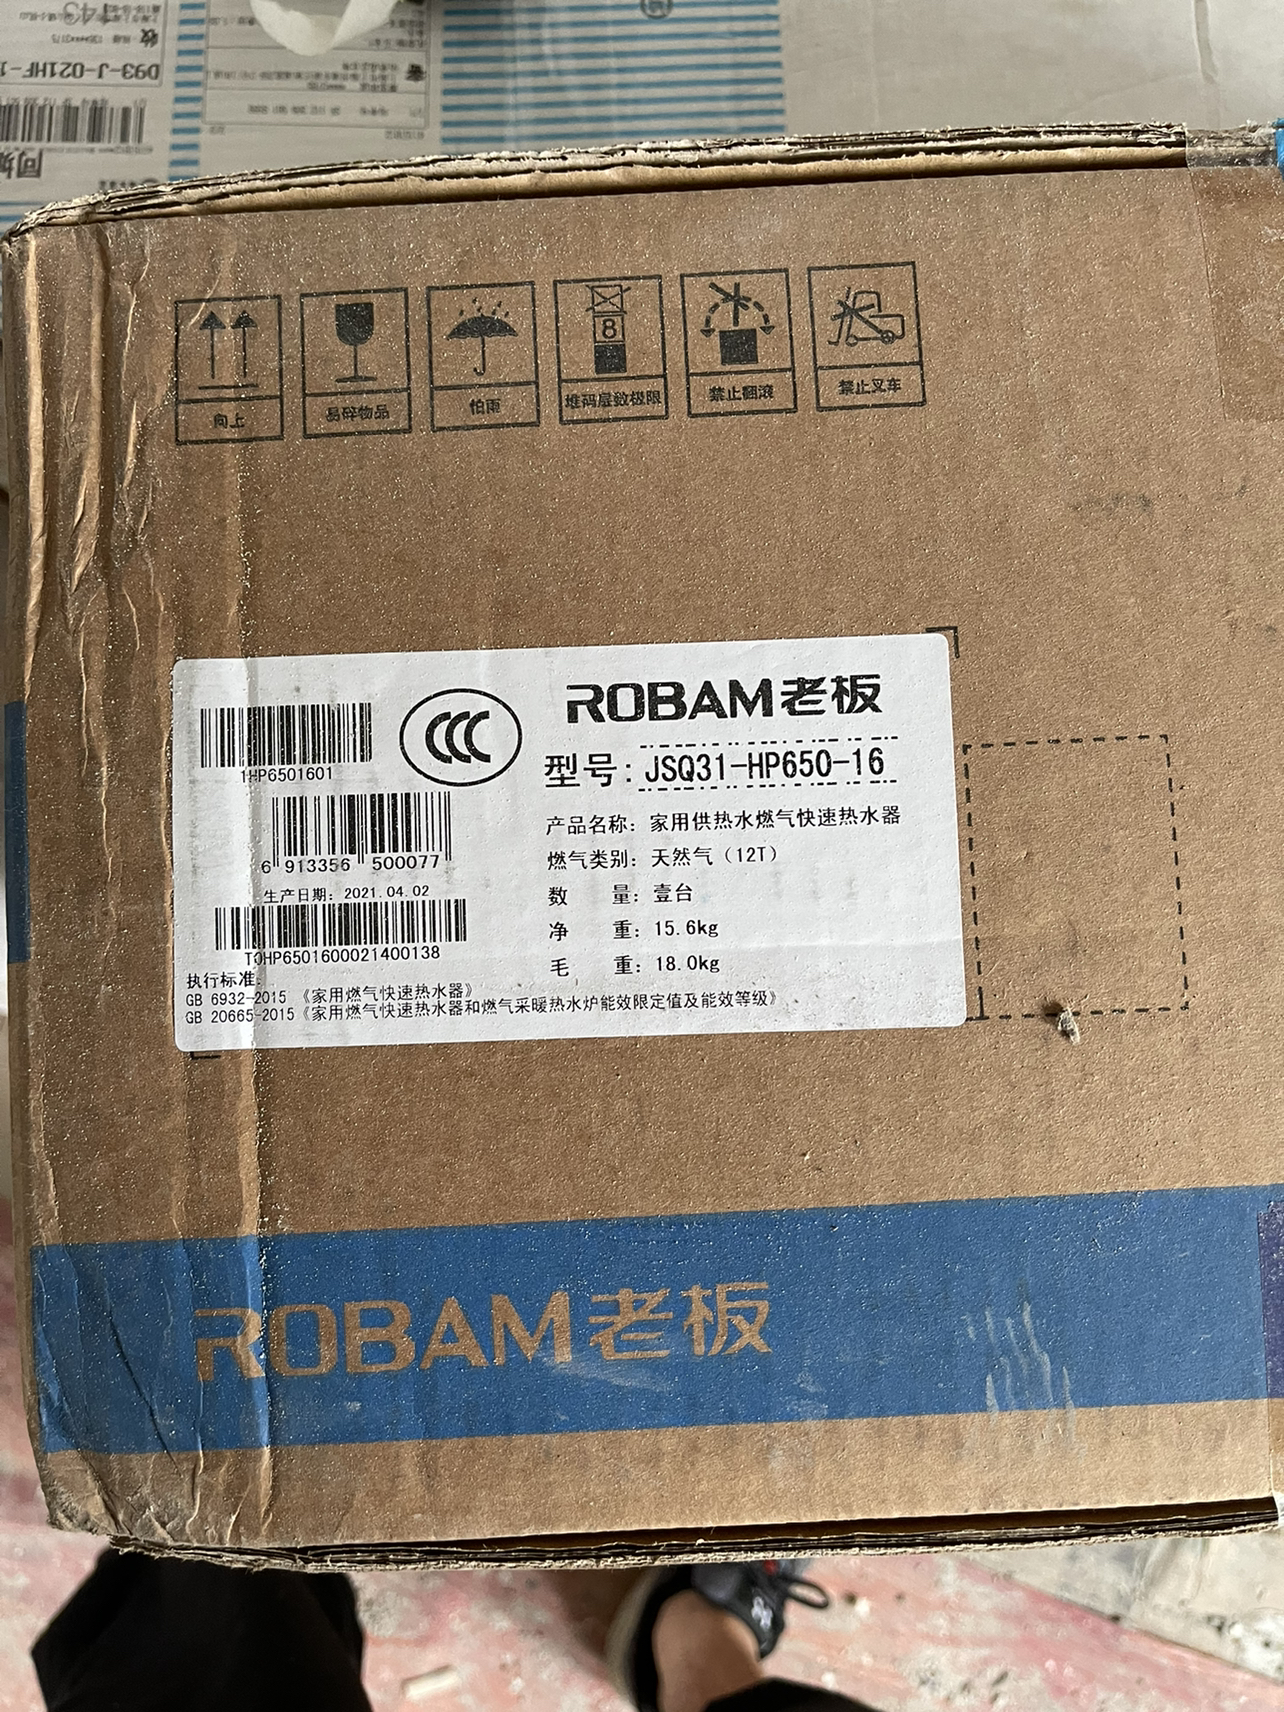 D93-J-021HF-1
向上
易碎物品
怕雨
8
堆码层数极限
禁止翻滚
禁止叉车
ROBAM老板
型号: JSQ31-HP650-16
产品名称: 家用供热水燃气快速热水器
燃气类别: 天然气（12T）
数 量: 壹台
净 重: 15.6kg
毛 重: 18.0kg
1HP6501601
CCC
6 913356 500077
生产日期: 2021.04.02
TOHP6501600021400138
执行标准:
GB 6932-2015 《家用燃气快速热水器》
GB 20665-2015《家用燃气快速热水器和燃气采暖热水炉能效限定值及能效等级》
ROBAM老板